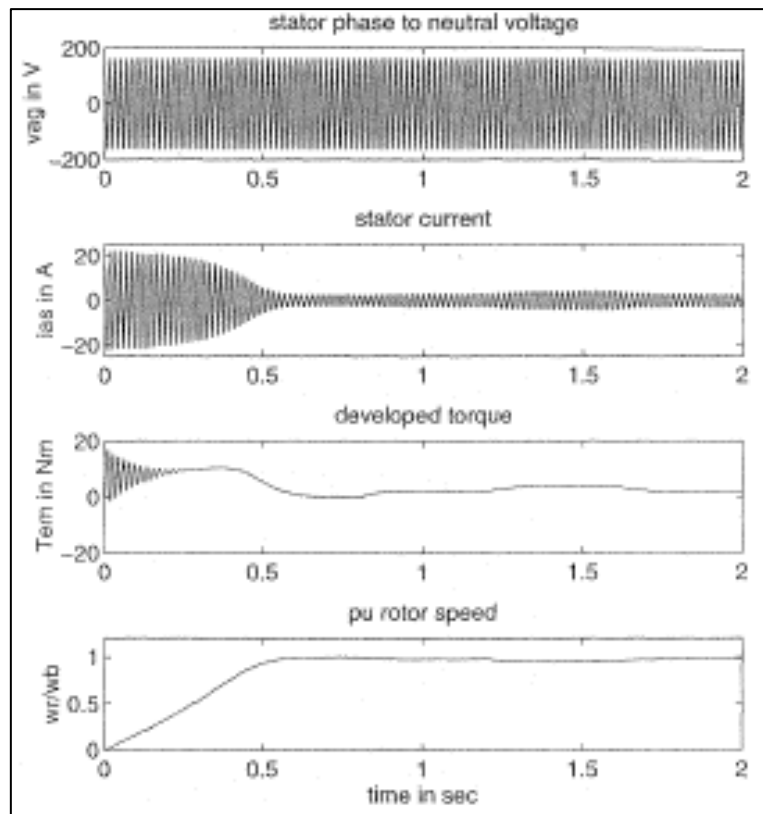 stator phase to neutral voltage
200
0
-200
vag in V
0 0.5 1 1.5 2
stator current
20
0
-20
ias in A
0 0.5 1 1.5 2
developed torque
20
0
-20
Tem in Nm
0 0.5 1 1.5 2
pu rotor speed
1
0.5
0
wr/wb
0 0.5 1 1.5 2
time in sec